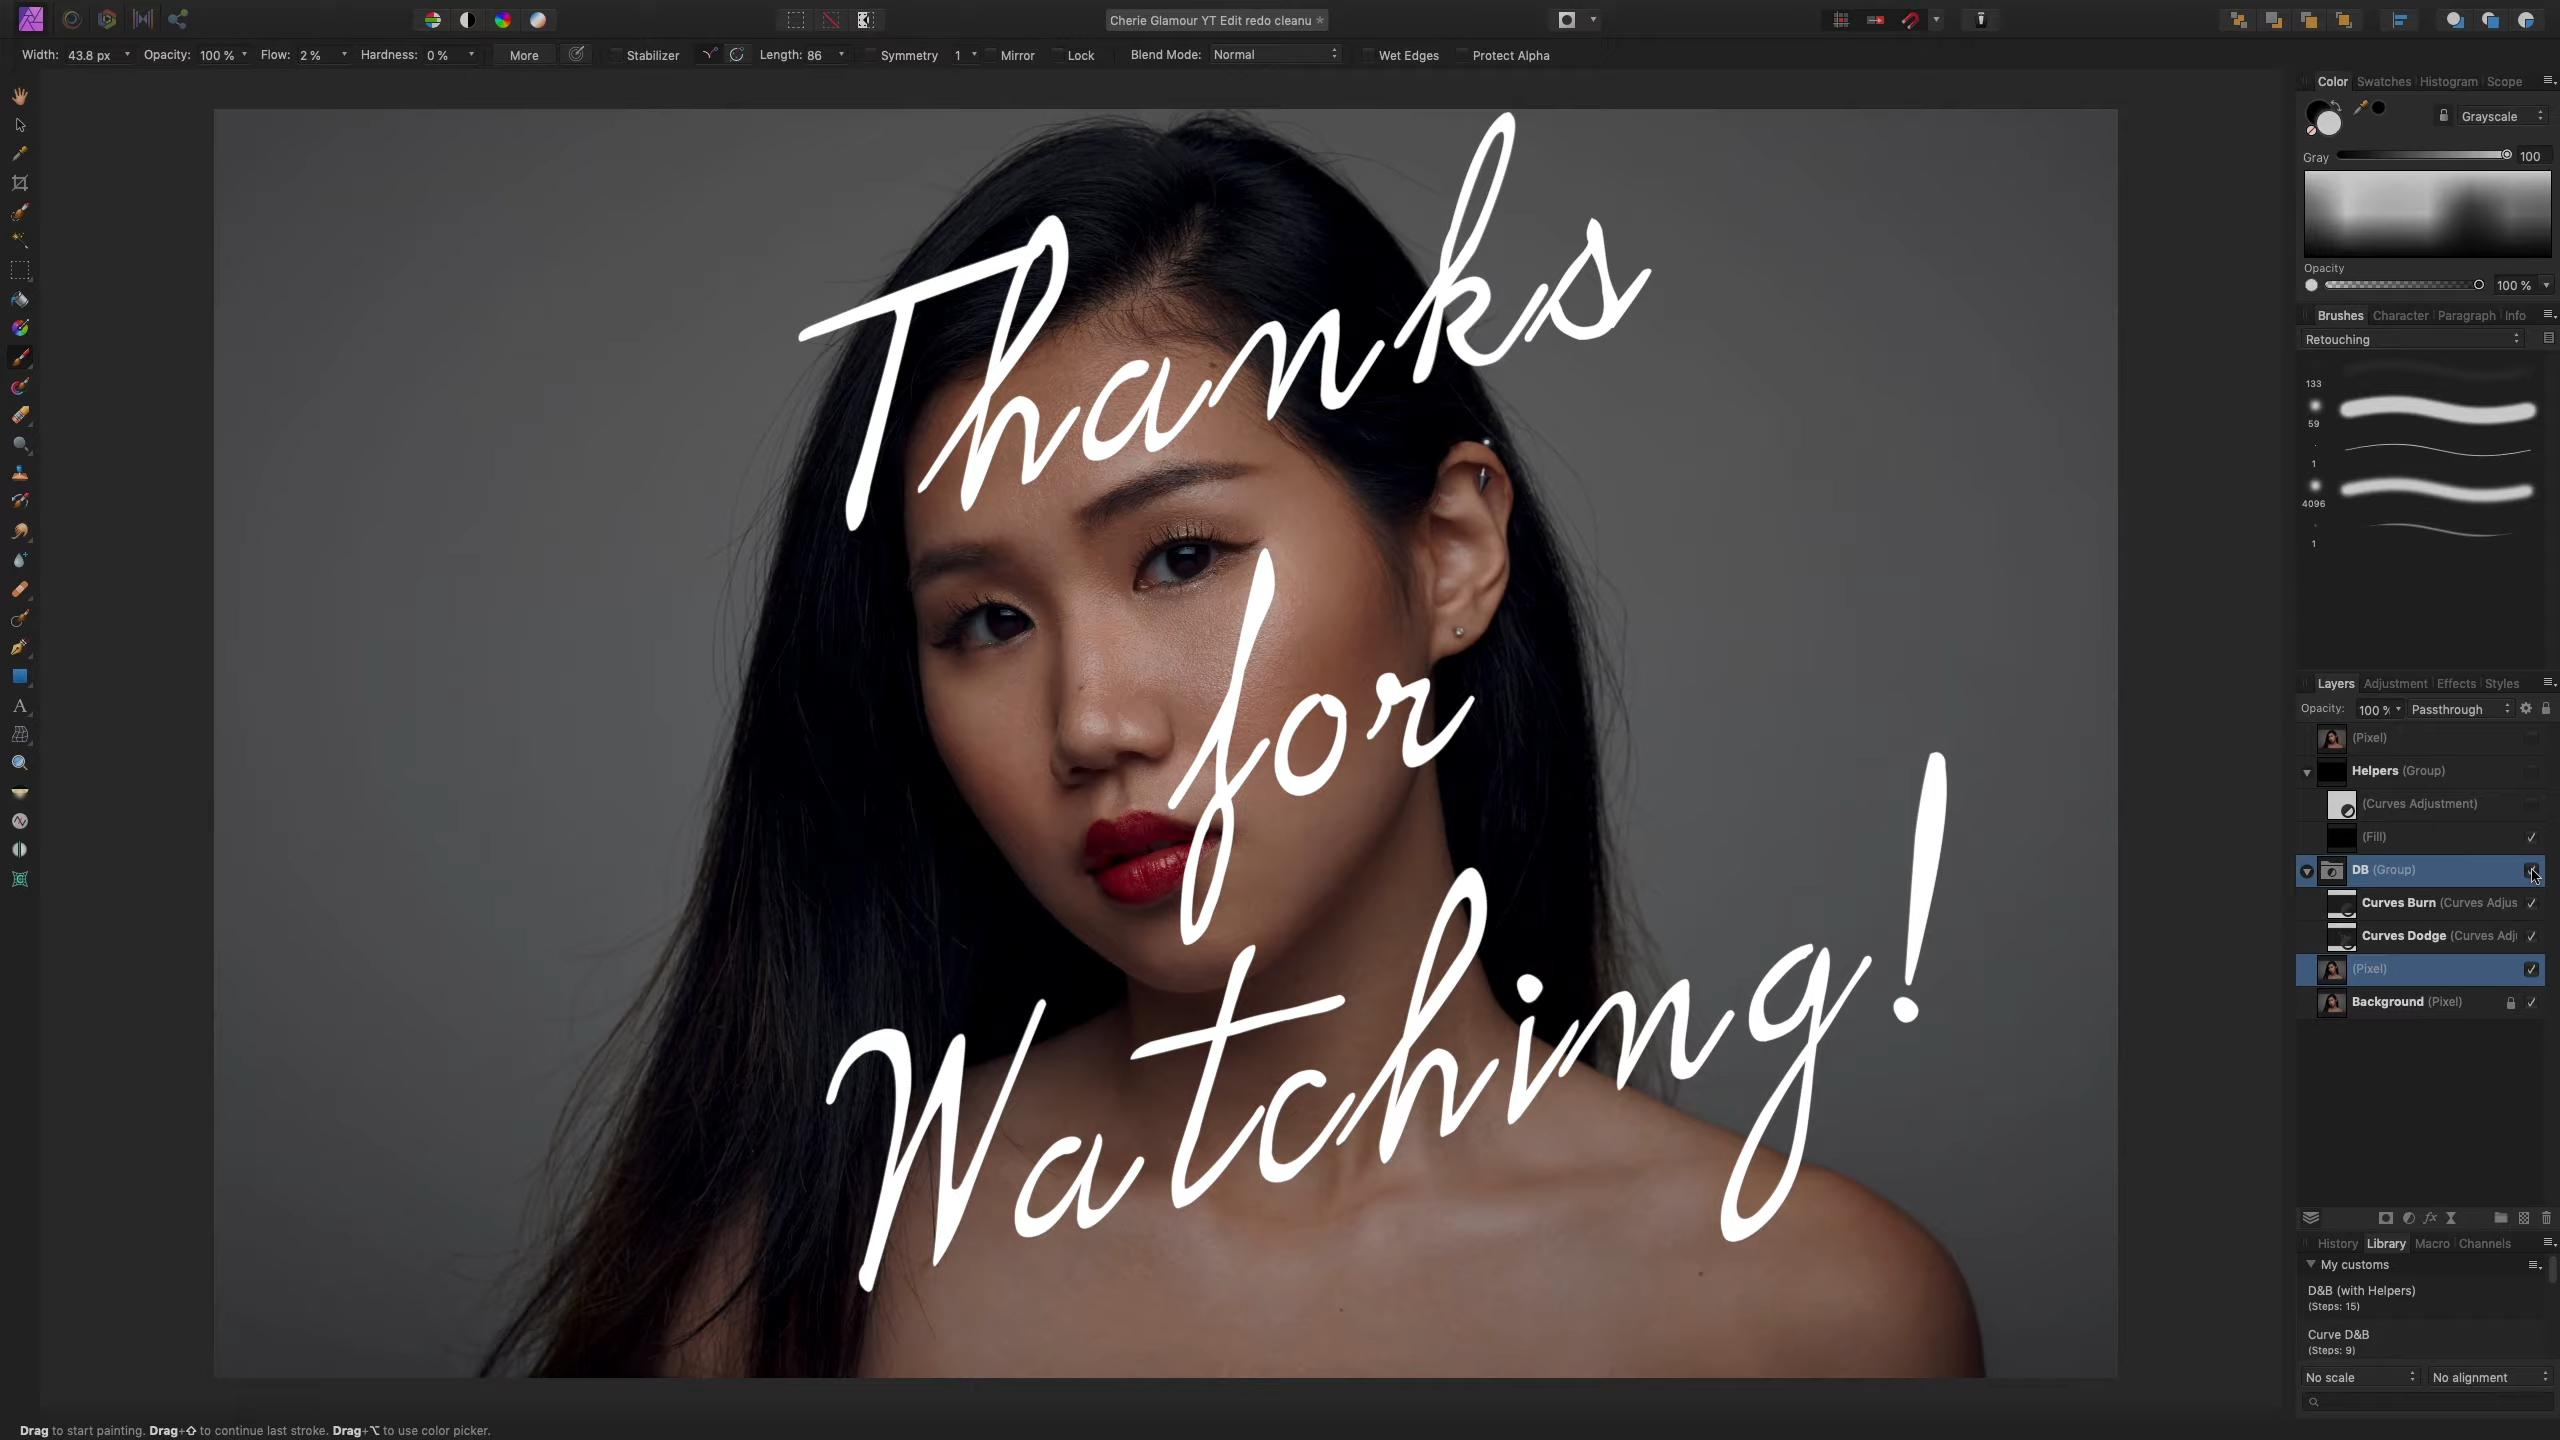 Cherie Glamour YT Edit redo cleanu *
Width: 43.8 px Opacity: 100 % Flow: 2 % Hardness: 0 % More Stabilizer Length: 86 Symmetry 1 Mirror Lock Blend Mode: Normal Wet Edges Protect Alpha
Color Swatches Histogram Scope
Grayscale
Gray 100
Opacity
100 %
Brushes Character Paragraph Info
Retouching
133
59
1
4096
1
Thanks
for
Watching!
Layers Adjustment Effects Styles
Opacity: 100 % Passthrough
(Pixel)
Helpers (Group)
(Curves Adjustment)
(Fill)
DB (Group)
Curves Burn (Curves Adjus
Curves Dodge (Curves Adj
(Pixel)
Background (Pixel)
fx
History Library Macro Channels
My customs
D&B (with Helpers)
(Steps: 15)
Curve D&B
(Steps: 9)
No scale No alignment
Drag to start painting. Drag+⇧ to continue last stroke. Drag+⌥ to use color picker.